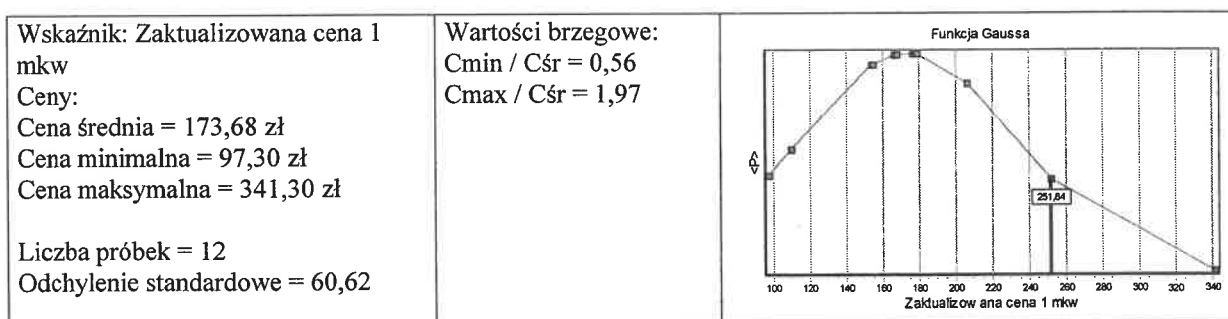 Wskaźnik: Zaktualizowana cena 1
mkw
Ceny:
Cena średnia = 173,68 zł
Cena minimalna = 97,30 zł
Cena maksymalna = 341,30 zł
Liczba próbek = 12
Odchylenie standardowe = 60,62
Wartości brzegowe:
Cmin / Cśr = 0,56
Cmax / Cśr = 1,97
Funkcja Gaussa
251,84
100 120 140 160 180 200 220 240 260 280 300 320 340
Zaktualizow ana cena 1 mkw